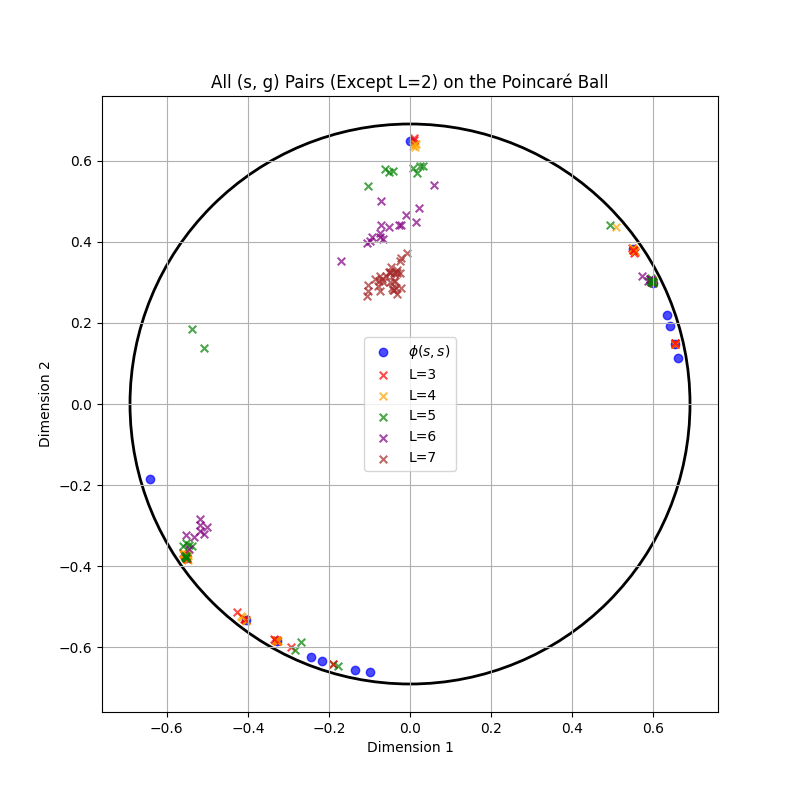 All (s, g) Pairs (Except L=2) on the Poincaré Ball
Dimension 2
0.6
0.4
0.2
0.0
−0.2
−0.4
−0.6
ϕ(s, s)
L=3
L=4
L=5
L=6
L=7
−0.6 −0.4 −0.2 0.0 0.2 0.4 0.6
Dimension 1